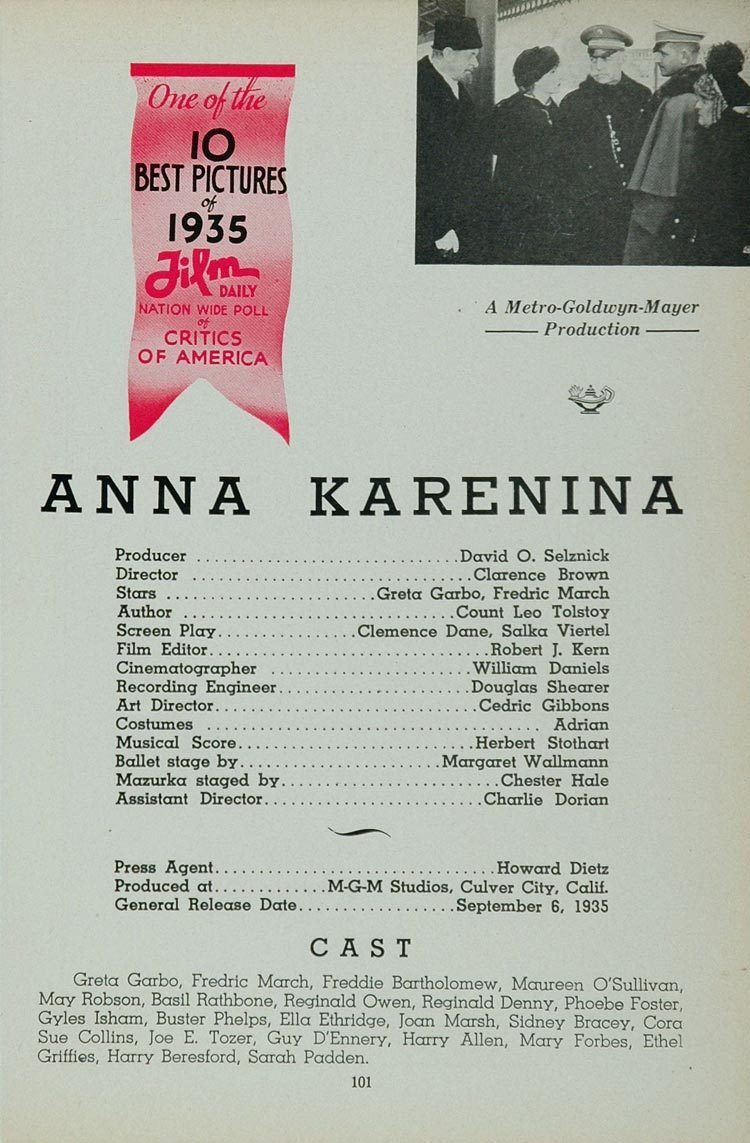 One of the
10
BEST PICTURES
of
1935
Film
DAILY
NATION WIDE POLL
of
CRITICS
OF AMERICA
A Metro-Goldwyn-Mayer
Production
ANNA KARENINA
Producer ............................David O. Selznick
Director ..............................Clarence Brown
Stars ......................Greta Garbo, Fredric March
Author .............................Count Leo Tolstoy
Screen Play...............Clemence Dane, Salka Viertel
Film Editor..............................Robert J. Kern
Cinematographer .....................William Daniels
Recording Engineer.....................Douglas Shearer
Art Director............................Cedric Gibbons
Costumes ................................... Adrian
Musical Score.........................Herbert Stothart
Ballet stage by.....................Margaret Wallmann
Mazurka staged by.......................Chester Hale
Assistant Director.......................Charlie Dorian
Press Agent..............................Howard Dietz
Produced at............M-G-M Studios, Culver City, Calif.
General Release Date.................September 6, 1935
CAST
Greta Garbo, Fredric March, Freddie Bartholomew, Maureen O'Sullivan,
May Robson, Basil Rathbone, Reginald Owen, Reginald Denny, Phoebe Foster,
Gyles Isham, Buster Phelps, Ella Ethridge, Joan Marsh, Sidney Bracey, Cora
Sue Collins, Joe E. Tozer, Guy D'Ennery, Harry Allen, Mary Forbes, Ethel
Griffies, Harry Beresford, Sarah Padden.
101